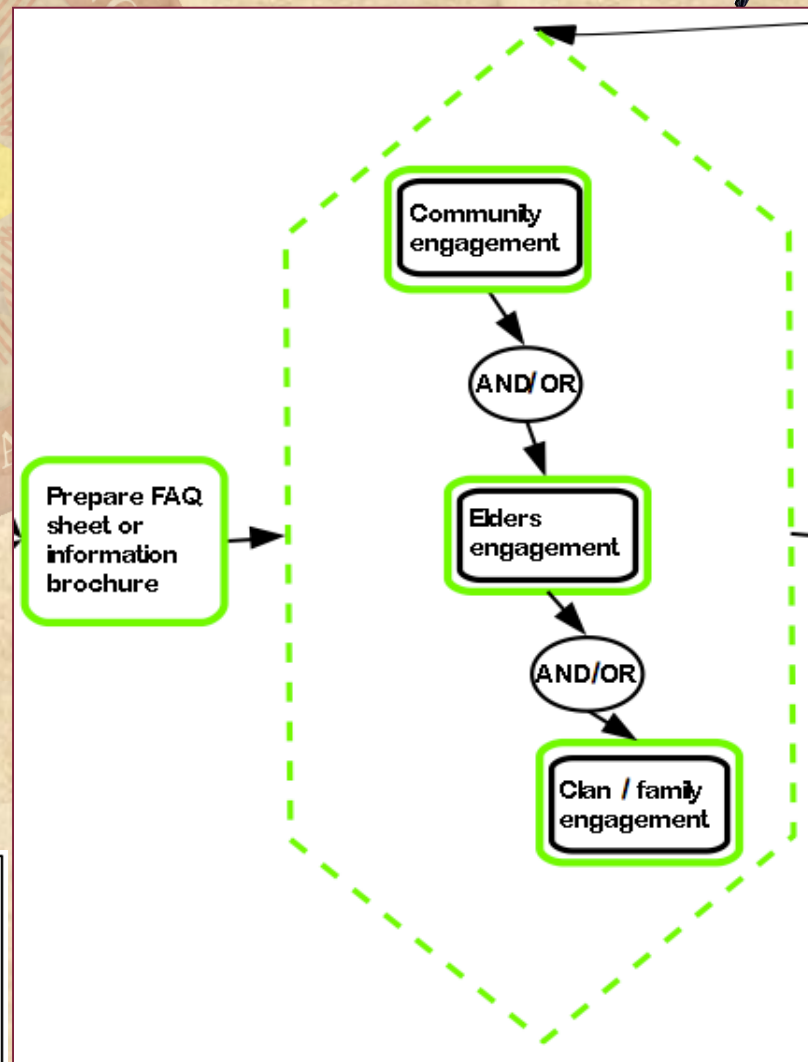 Community
engagement
AND/OR
Prepare FAQ
sheet or
information
brochure
Elders
engagement
AND/OR
Clan / family
engagement